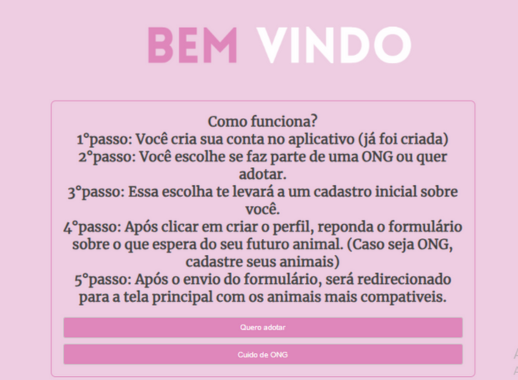 BEM VINDO
Como funciona?
1°passo: Você cria sua conta no aplicativo (já foi criada)
2°passo: Você escolhe se faz parte de uma ONG ou quer
adotar.
3°passo: Essa escolha te levará a um cadastro inicial sobre
você.
4°passo: Após clicar em criar o perfil, reponda o formulário
sobre o que espera do seu futuro animal. (Caso seja ONG,
cadastre seus animais)
5°passo: Após o envio do formulário, será redirecionado
para a tela principal com os animais mais compativeis.
Quero adotar
Cuido de ONG